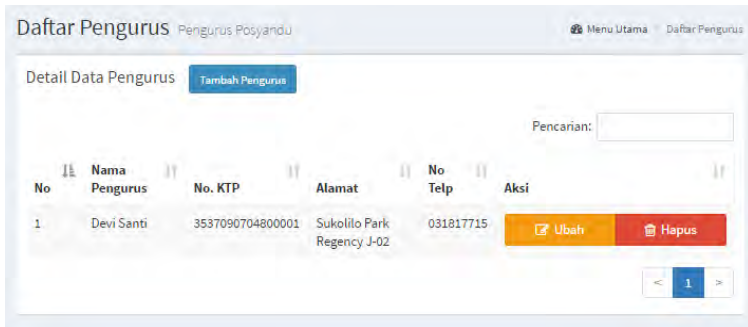 Daftar Pengurus Pengurus Posyandu
Menu Utama Daftar Pengurus
Detail Data Pengurus Tambah Pengurus
Pencarian:
No Nama Pengurus No. KTP Alamat No Telp Aksi
1 Devi Santi 3537090704800001 Sukolilo Park Regency J-02 031817715 Ubah Hapus
< 1 >